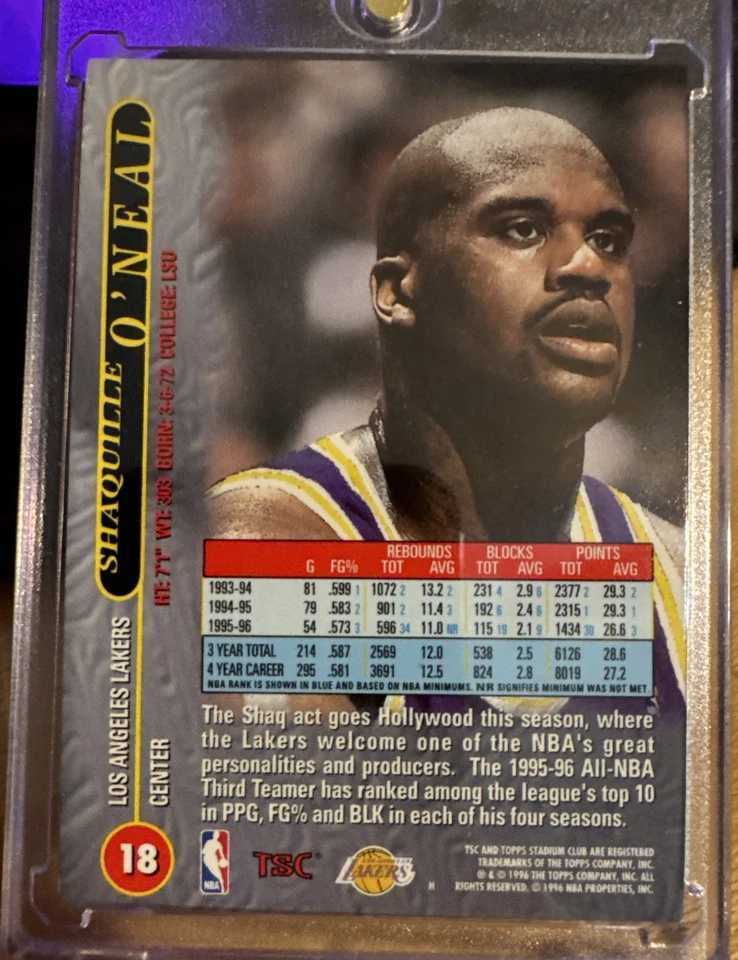 SHAQUILLE O'NEAL
HT: 7'1" WT: 303 BORN: 3-6-72 COLLEGE: LSU
LOS ANGELES LAKERS
CENTER
REBOUNDS BLOCKS POINTS
G FG% TOT AVG TOT AVG TOT AVG
1993-94 81 .599 1 1072 2 13.2 2 231 4 2.9 6 2377 2 29.3 2
1994-95 79 .583 2 901 2 11.4 3 192 6 2.4 6 2315 1 29.3 1
1995-96 54 .573 3 596 34 11.0 NR 115 19 2.1 9 1434 30 26.6 3
3 YEAR TOTAL 214 .587 2569 12.0 538 2.5 6126 28.6
4 YEAR CAREER 295 .581 3691 12.5 824 2.8 8019 27.2
NBA RANK IS SHOWN IN BLUE AND BASED ON NBA MINIMUMS. NR SIGNIFIES MINIMUM WAS NOT MET.
The Shaq act goes Hollywood this season, where
the Lakers welcome one of the NBA's great
personalities and producers. The 1995-96 All-NBA
Third Teamer has ranked among the league's top 10
in PPG, FG% and BLK in each of his four seasons.
18
NBA
TSC
LAKERS
H
TSC AND TOPPS STADIUM CLUB ARE REGISTERED
TRADEMARKS OF THE TOPPS COMPANY, INC.
® & © 1996 THE TOPPS COMPANY, INC. ALL
RIGHTS RESERVED. © 1996 NBA PROPERTIES, INC.